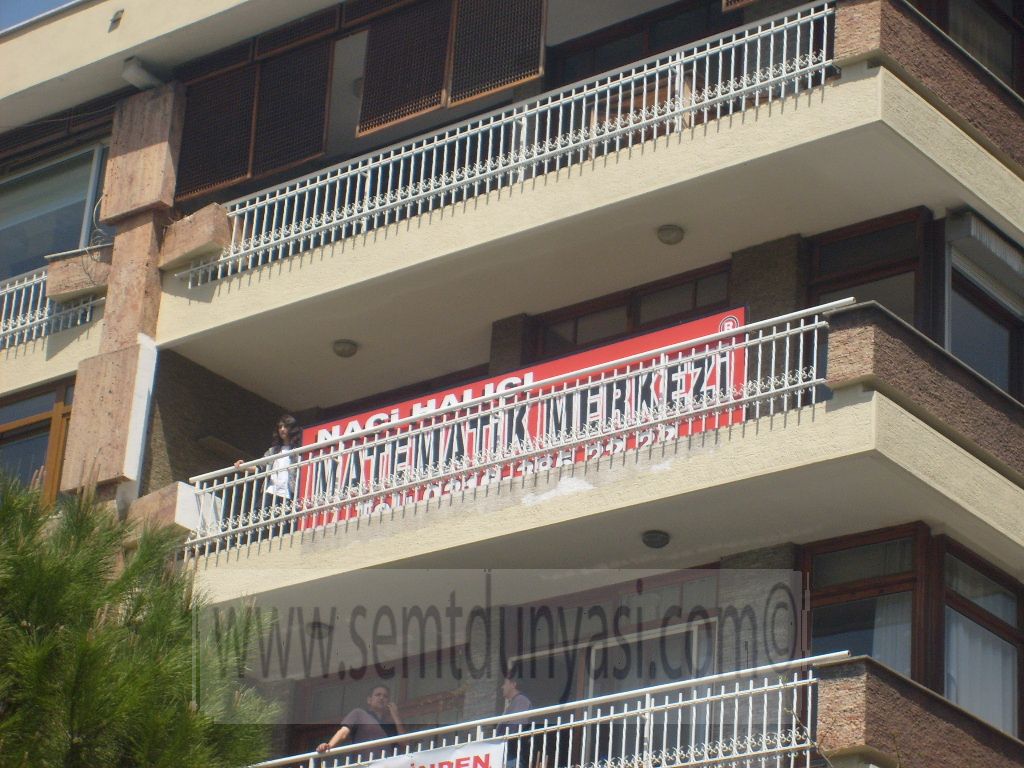 ®
NACİ HALICI
MATEMATİK MERKEZİ
www.semtdunyasi.com©